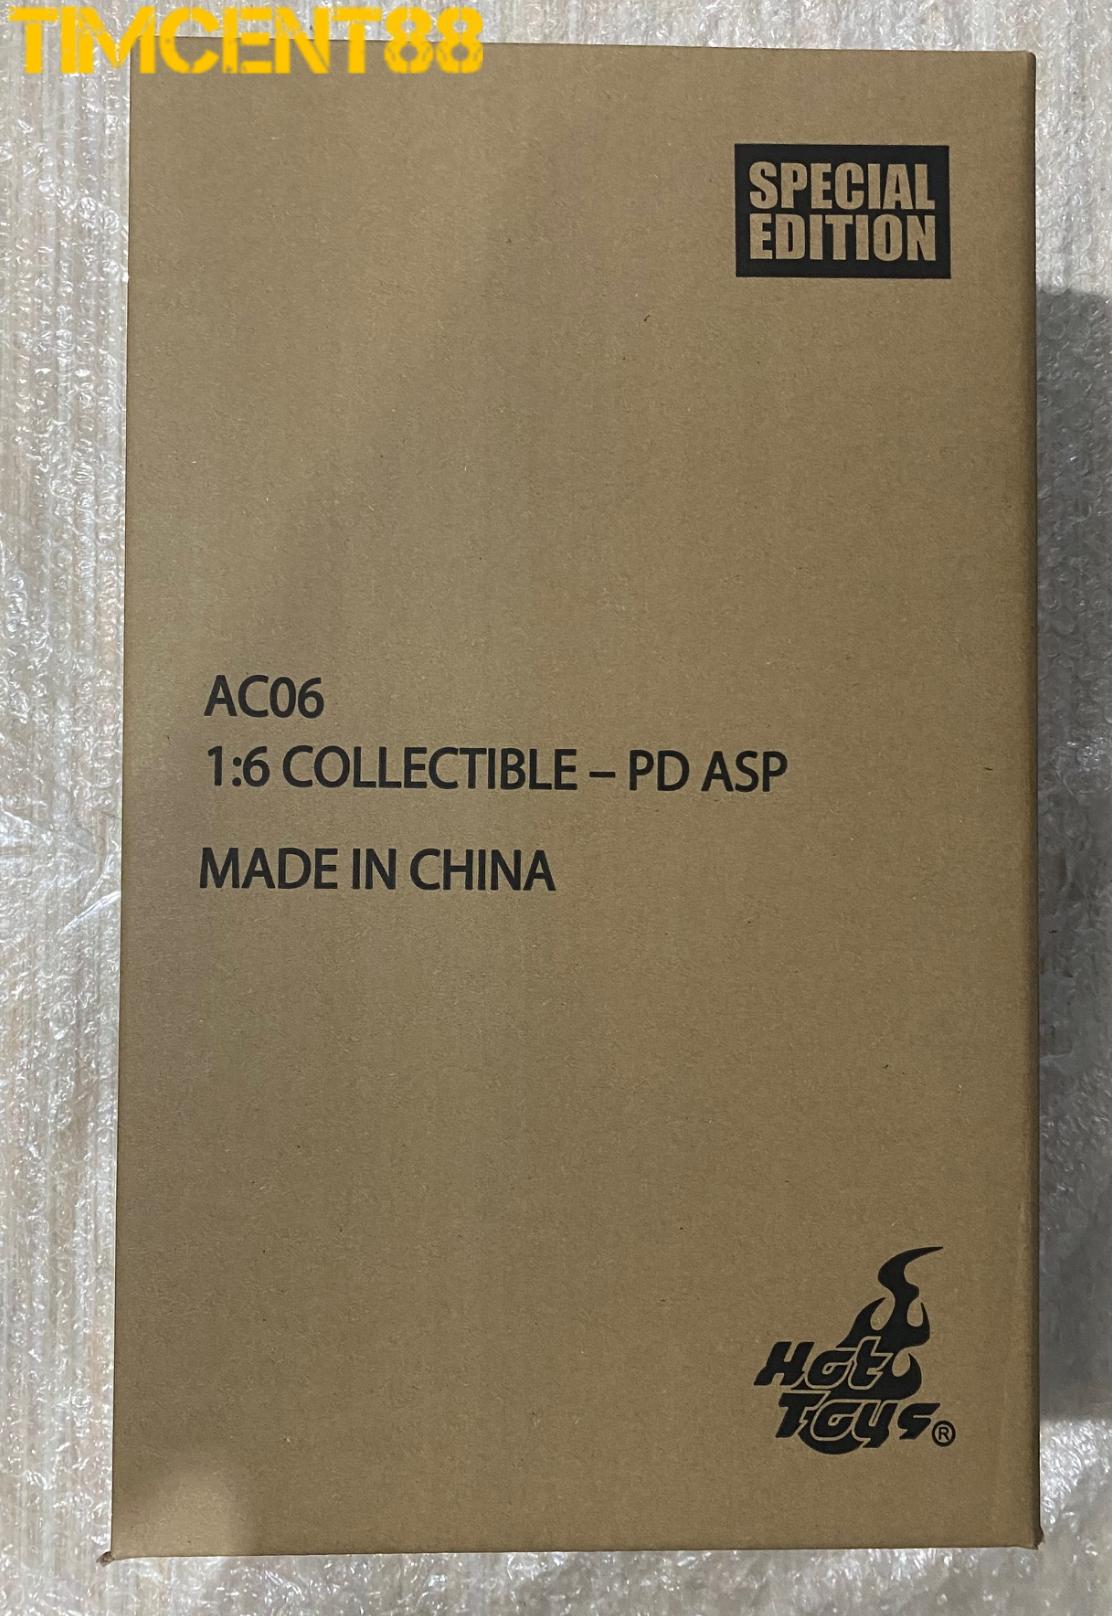 TIMCENT88
SPECIAL
EDITION
AC06
1:6 COLLECTIBLE – PD ASP
MADE IN CHINA
Hot
Toys®